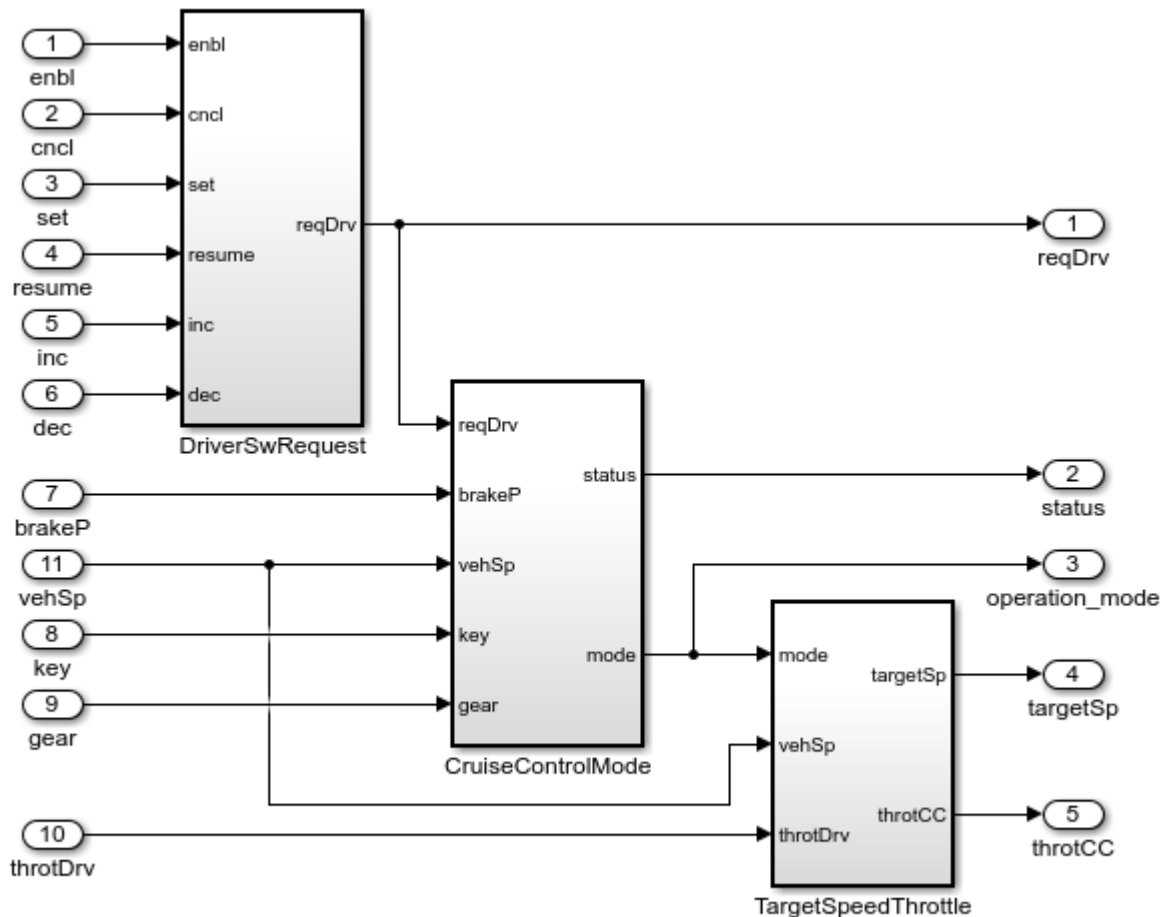 1
enbl
2
cncl
3
set
4
resume
5
inc
6
dec
enbl
cncl
set
resume
inc
dec
reqDrv
DriverSwRequest
1
reqDrv
7
brakeP
11
vehSp
8
key
9
gear
reqDrv
brakeP
vehSp
key
gear
status
mode
CruiseControlMode
2
status
3
operation_mode
10
throtDrv
mode
vehSp
throtDrv
targetSp
throtCC
TargetSpeedThrottle
4
targetSp
5
throtCC